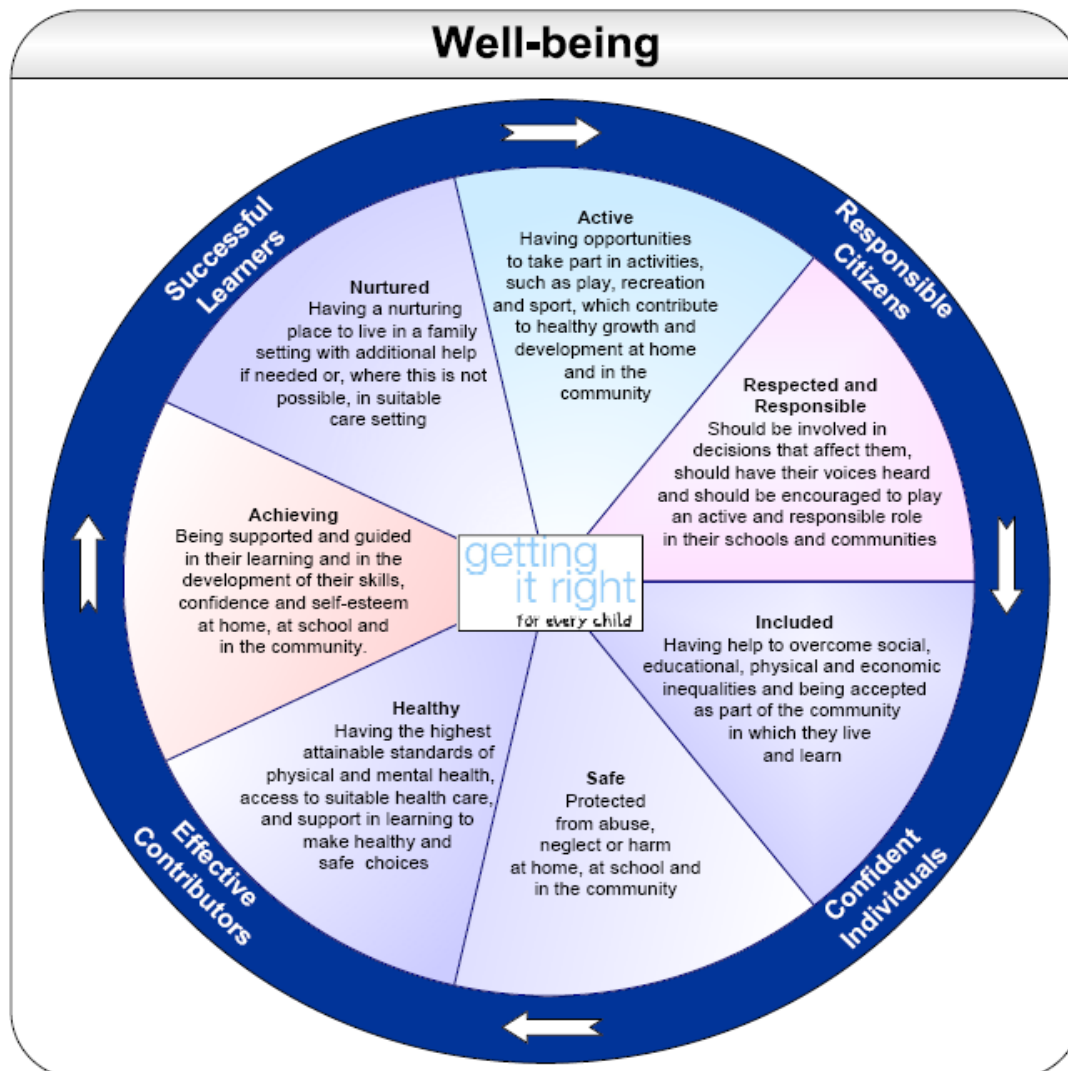 Well-being
Successful
Learners
Responsible
Citizens
Active
Having opportunities
to take part in activities,
such as play, recreation
and sport, which contribute
to healthy growth and
development at home
and in the
community
Nurtured
Having a nurturing
place to live in a family
setting with additional help
if needed or, where this is not
possible, in suitable
care setting
Respected and
Responsible
Should be involved in
decisions that affect them,
should have their voices heard
and should be encouraged to play
an active and responsible role
in their schools and communities
Achieving
Being supported and guided
in their learning and in the
development of their skills,
confidence and self-esteem
at home, at school and
in the community.
getting
it right
for every child
Included
Having help to overcome social,
educational, physical and economic
inequalities and being accepted
as part of the community
in which they live
and learn
Healthy
Having the highest
attainable standards of
physical and mental health,
access to suitable health care,
and support in learning to
make healthy and
safe choices
Safe
Protected
from abuse,
neglect or harm
at home, at school and
in the community
Effective
Contributors
Confident
Individuals